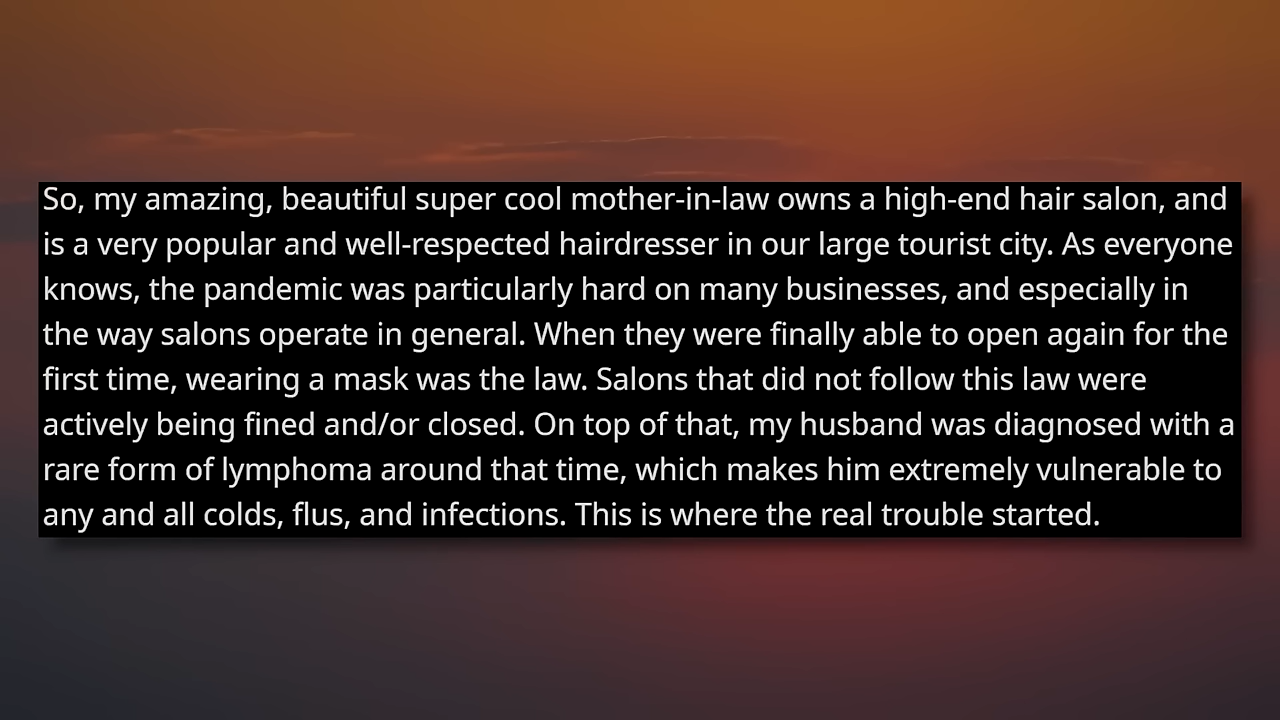 So, my amazing, beautiful super cool mother-in-law owns a high-end hair salon, and
is a very popular and well-respected hairdresser in our large tourist city. As everyone
knows, the pandemic was particularly hard on many businesses, and especially in
the way salons operate in general. When they were finally able to open again for the
first time, wearing a mask was the law. Salons that did not follow this law were
actively being fined and/or closed. On top of that, my husband was diagnosed with a
rare form of lymphoma around that time, which makes him extremely vulnerable to
any and all colds, flus, and infections. This is where the real trouble started.